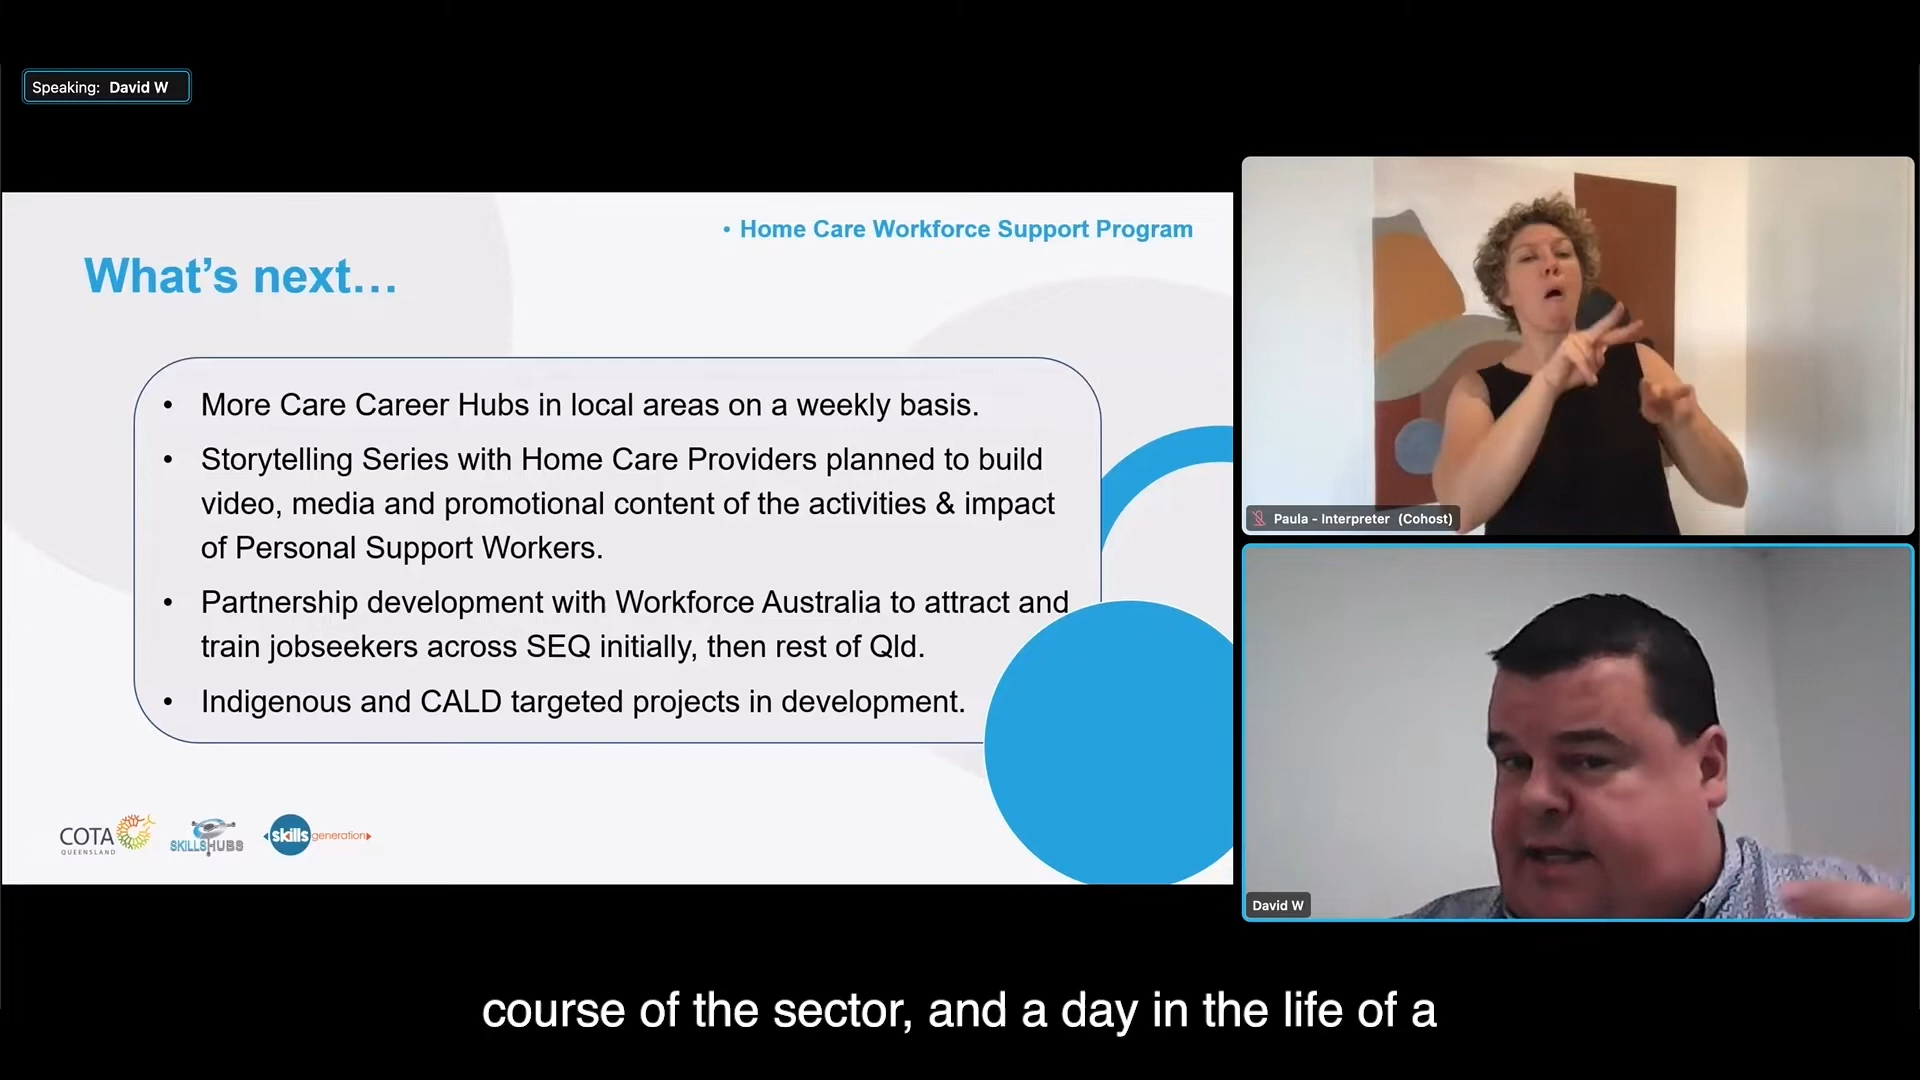 Speaking: David W
• Home Care Workforce Support Program
What’s next…
• More Care Career Hubs in local areas on a weekly basis.
• Storytelling Series with Home Care Providers planned to build
video, media and promotional content of the activities & impact
of Personal Support Workers.
• Partnership development with Workforce Australia to attract and
train jobseekers across SEQ initially, then rest of Qld.
• Indigenous and CALD targeted projects in development.
COTA
QUEENSLAND
SKILLSHUBS
skills generation
Paula - Interpreter (Cohost)
David W
course of the sector, and a day in the life of a